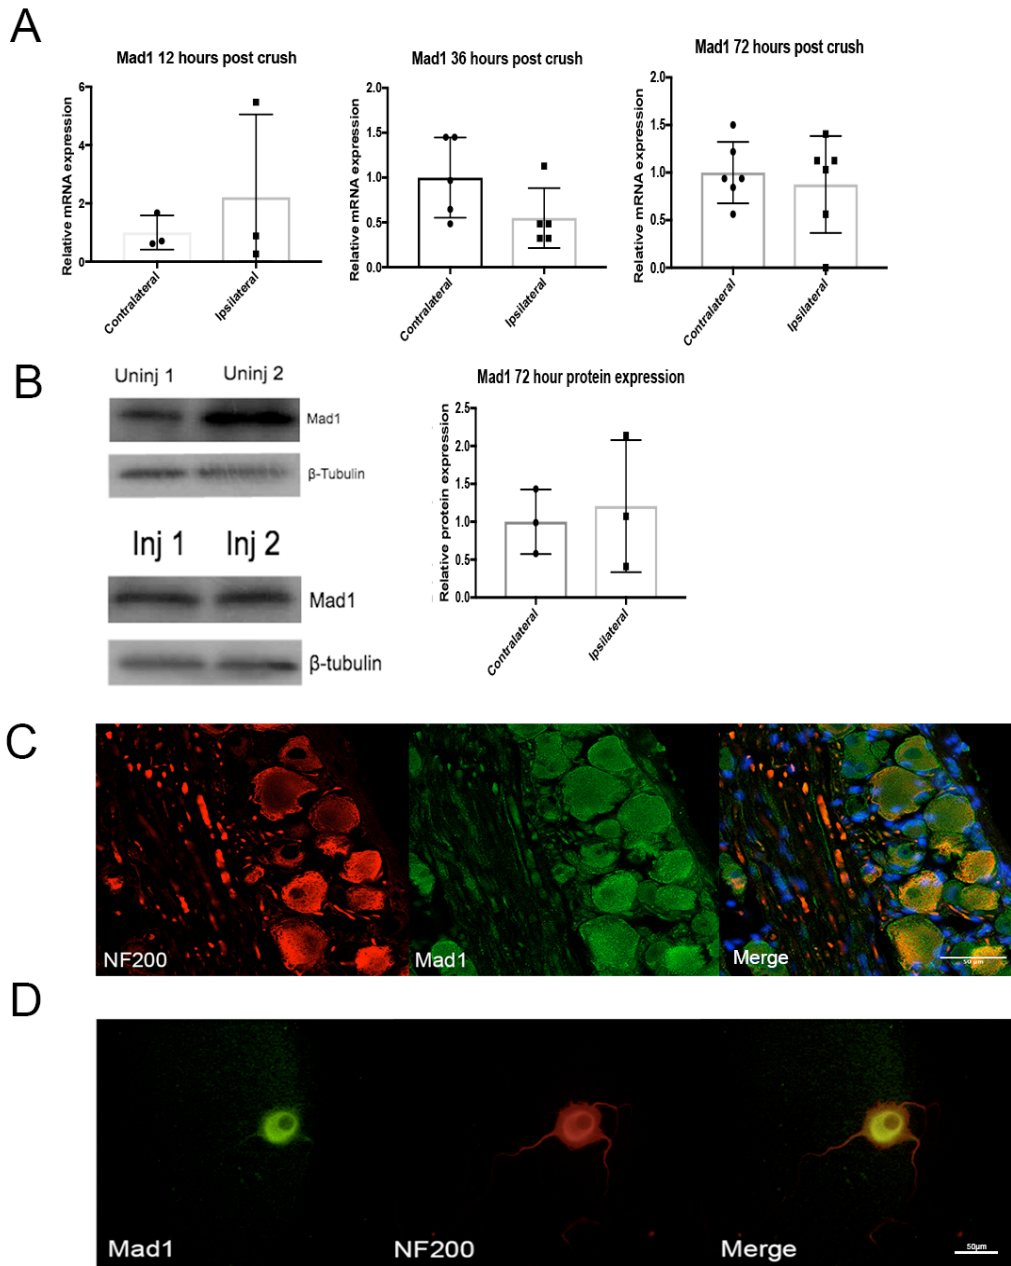 A
Mad1 12 hours post crush
Relative mRNA expression
6
4
2
0
Contralateral
Ipsilateral
Mad1 36 hours post crush
Relative mRNA expression
2.0
1.5
1.0
0.5
0.0
Contralateral
Ipsilateral
Mad1 72 hours post crush
Relative mRNA expression
2.0
1.5
1.0
0.5
0.0
Contralateral
Ipsilateral
B
Uninj 1
Uninj 2
Mad1
β-Tubulin
Inj 1
Inj 2
Mad1
β-tubulin
Mad1 72 hour protein expression
Relative protein expression
2.5
2.0
1.5
1.0
0.5
0.0
Contralateral
Ipsilateral
C
NF200
Mad1
Merge
50 µm
D
Mad1
NF200
Merge
50µm